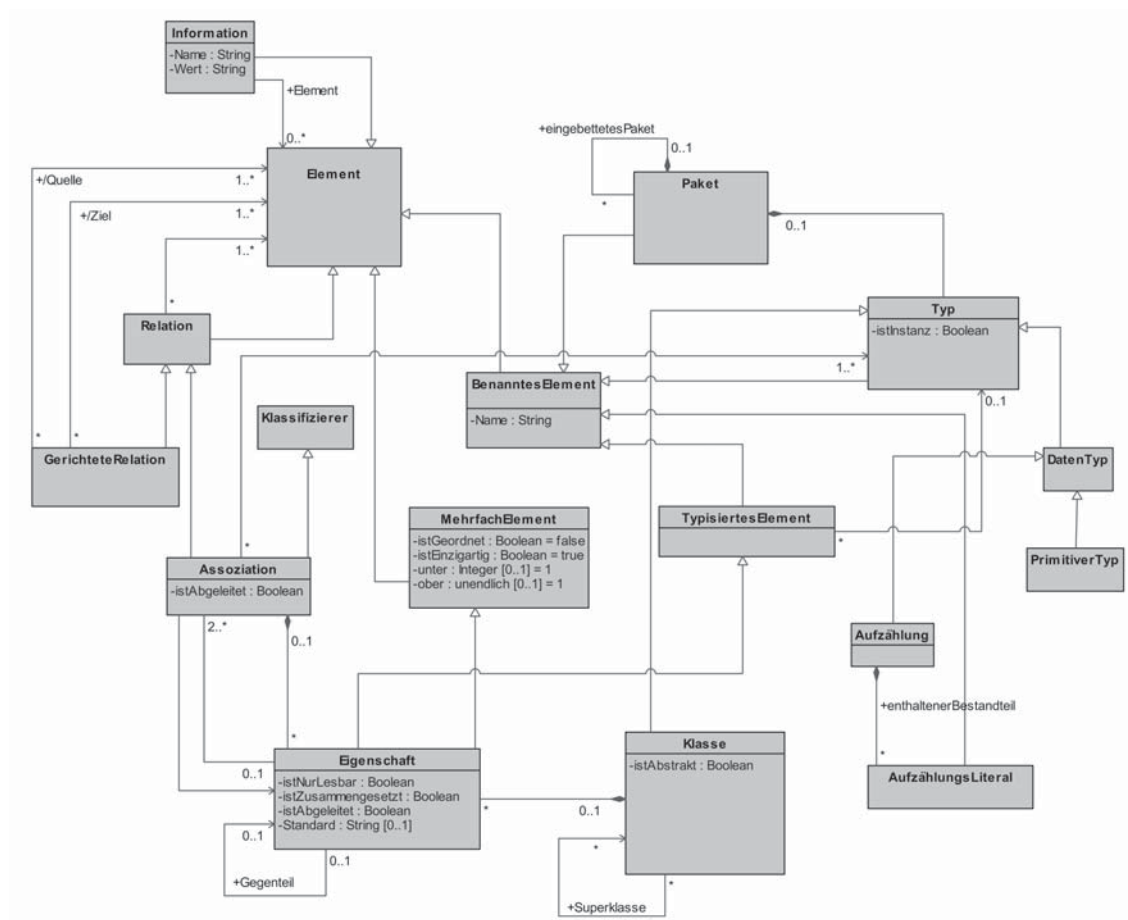 Information
-Name : String
-Wert : String
+Element
0..*
Element
+/Quelle
1..*
+/Ziel
1..*
1..*
*
Relation
*
*
GerichteteRelation
Klassifizierer
+eingebettetesPaket
0..1
Paket
*
0..1
Typ
-istInstanz : Boolean
1..*
0..1
BenanntesElement
-Name : String
DatenTyp
MehrfachElement
-istGeordnet : Boolean = false
-istEinzigartig : Boolean = true
-unter : Integer [0..1] = 1
-ober : unendlich [0..1] = 1
TypisiertesElement
*
PrimitiverTyp
*
Assoziation
-istAbgeleitet : Boolean
2..*
0..1
Aufzählung
+enthaltenerBestandteil
*
*
0..1
Eigenschaft
-istNurLesbar : Boolean
-istZusammengesetzt : Boolean
-istAbgeleitet : Boolean
-Standard : String [0..1]
Klasse
-istAbstrakt : Boolean
AufzählungsLiteral
*
0..1
0..1
0..1
+Gegenteil
*
*
+Superklasse